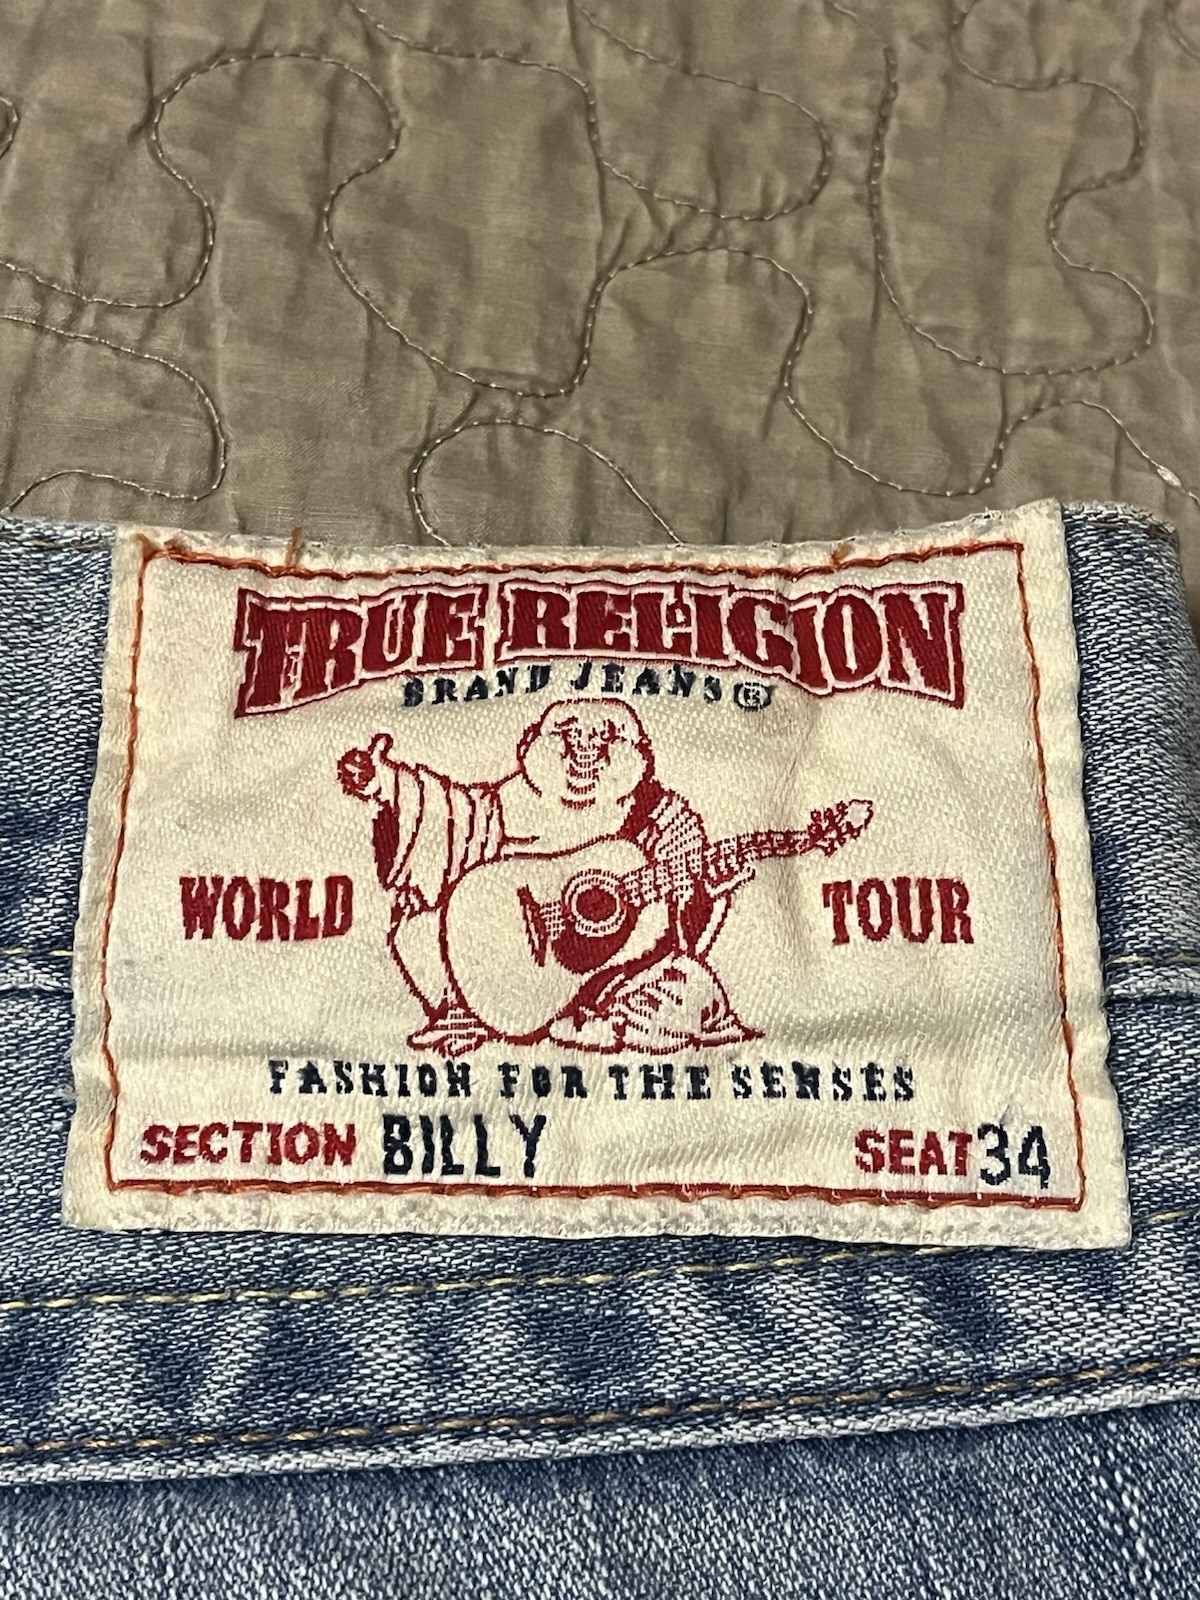 TRUE RELIGION
BRAND JEANS®
WORLD TOUR
FASHION FOR THE SENSES
SECTION BILLY SEAT 34